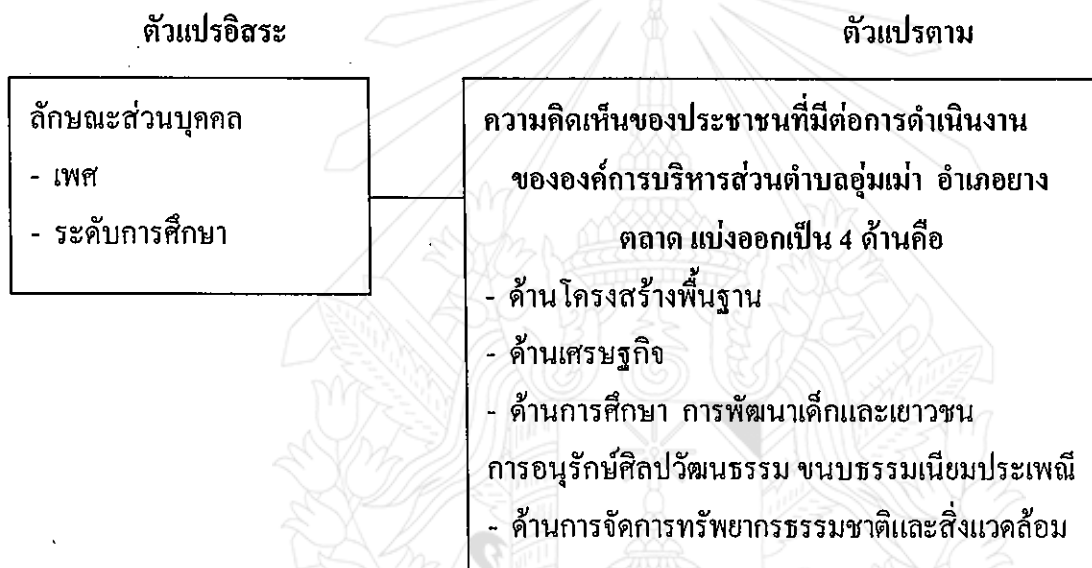 ตัวแปรอิสระ
ตัวแปรตาม
ลักษณะส่วนบุคคล
- เพศ
- ระดับการศึกษา
ความคิดเห็นของประชาชนที่มีต่อการดำเนินงาน
ขององค์การบริหารส่วนตำบลอุ่มเม่า อำเภอยาง
ตลาด แบ่งออกเป็น 4 ด้านคือ
- ด้านโครงสร้างพื้นฐาน
- ด้านเศรษฐกิจ
- ด้านการศึกษา การพัฒนาเด็กและเยาวชน
การอนุรักษ์ศิลปวัฒนธรรม ขนบธรรมเนียมประเพณี
- ด้านการจัดการทรัพยากรธรรมชาติและสิ่งแวดล้อม